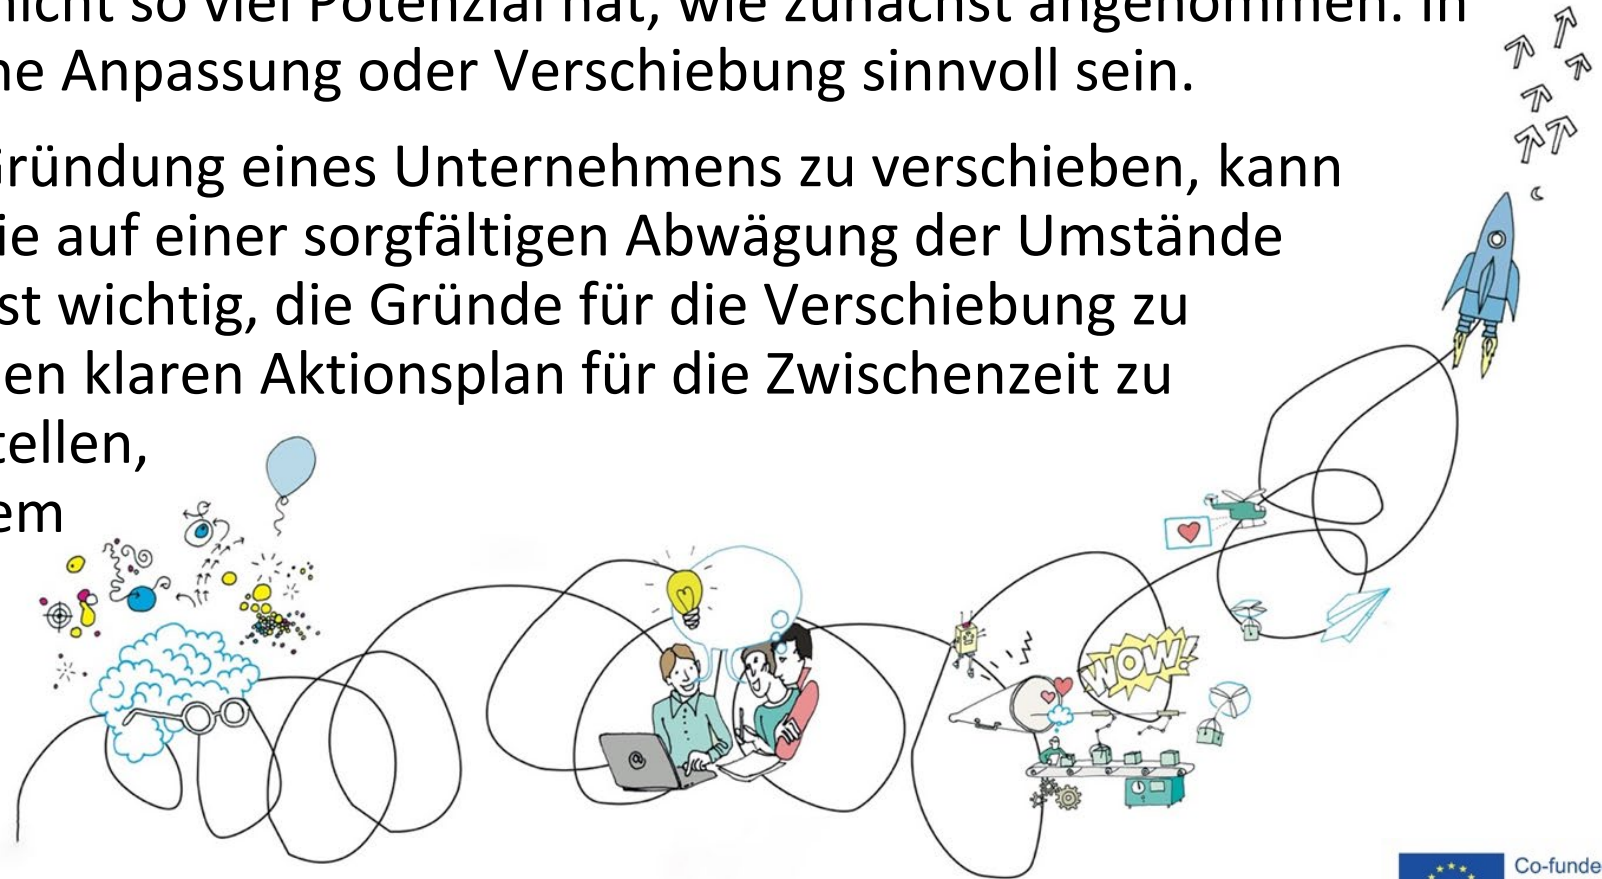 nicht so viel Potenzial hat, wie zunächst angenommen. In
ne Anpassung oder Verschiebung sinnvoll sein.
Gründung eines Unternehmens zu verschieben, kann
ie auf einer sorgfältigen Abwägung der Umstände
st wichtig, die Gründe für die Verschiebung zu
en klaren Aktionsplan für die Zwischenzeit zu
tellen,
em
WOW!
@
Co-funde